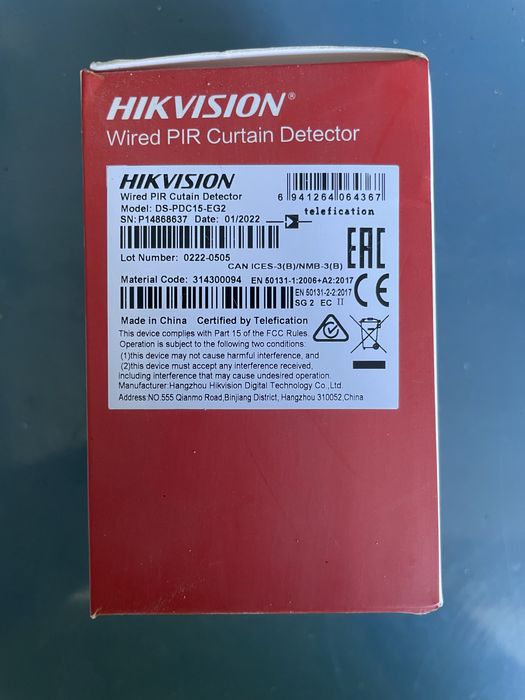 HIKVISION®
Wired PIR Curtain Detector
HIKVISION
Wired PIR Cutain Detector
Model: DS-PDC15-EG2
SN: P14868637 Date: 01/2022
6 941264 064367
telefication
Lot Number: 0222-0505
CAN ICES-3(B)/NMB-3(B)
EAC
Material Code: 314300094 EN 50131-1:2006+A2:2017
EN 50131-2-2:2017
SG 2 EC II
CE
Made in China Certified by Telefication
This device complies with Part 15 of the FCC Rules
Operation is subject to the following two conditions:
(1)this device may not cause harmful interference, and
(2)this device must accept any interference received,
including interference that may cause undesired operation.
Manufacturer:Hangzhou Hikvision Digital Technology Co.,Ltd.
Address:NO.555 Qianmo Road,Binjiang District, Hangzhou 310052,China